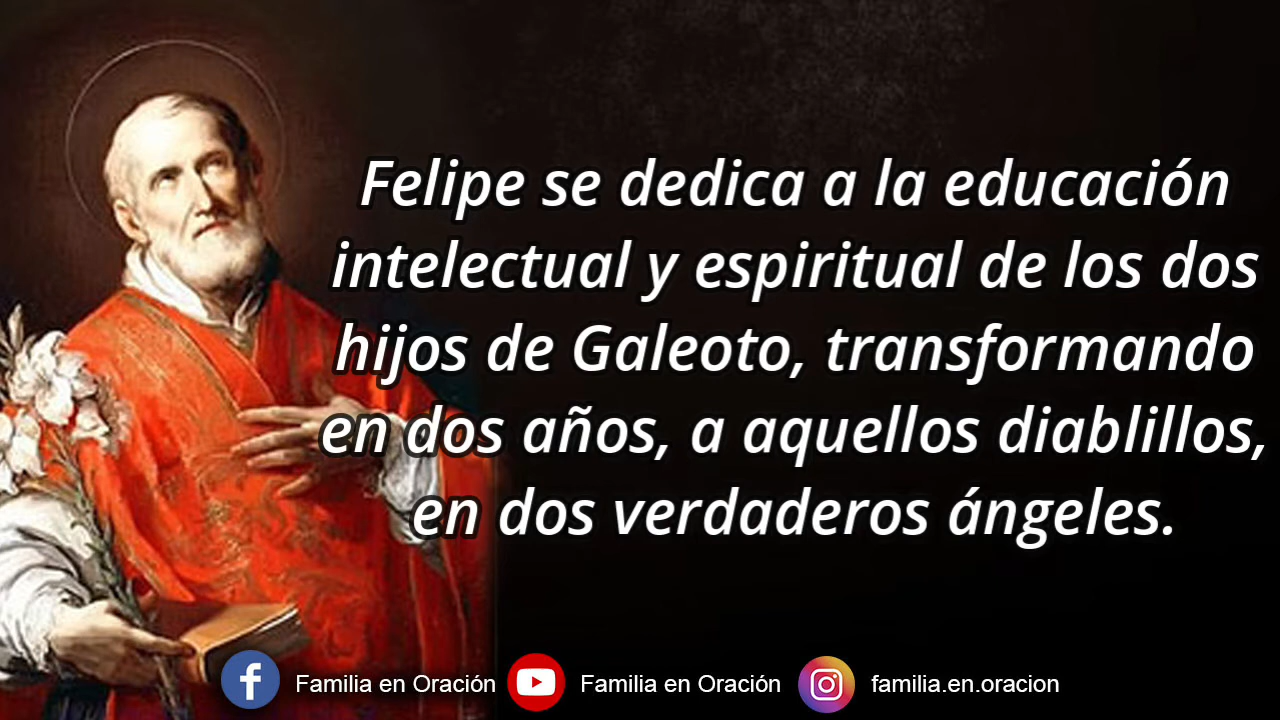 Felipe se dedica a la educación
intelectual y espiritual de los dos
hijos de Galeoto, transformando
en dos años, a aquellos diablillos,
en dos verdaderos ángeles.
Familia en Oración
Familia en Oración
familia.en.oracion